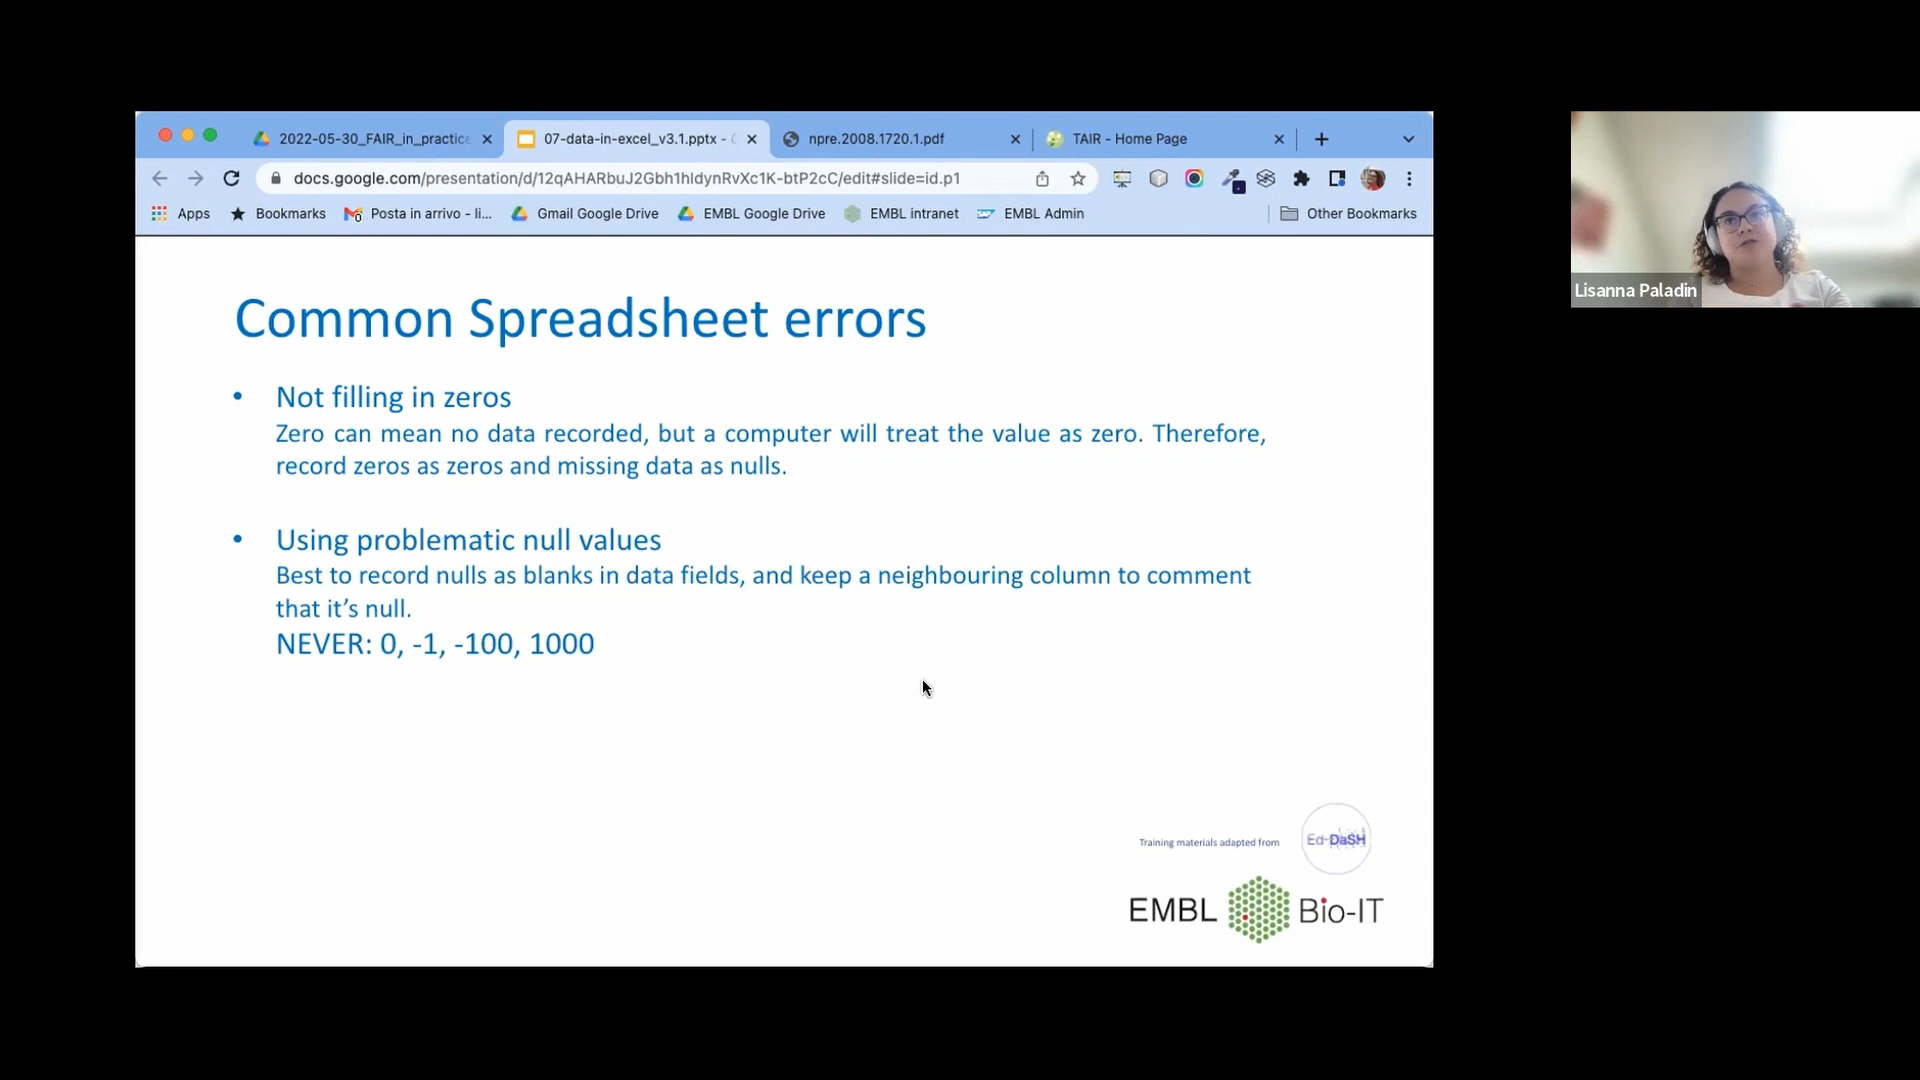 2022-05-30_FAIR_in_practice
07-data-in-excel_v3.1.pptx -
npre.2008.1720.1.pdf
TAIR - Home Page
docs.google.com/presentation/d/12qAHARbuJ2Gbh1hldynRvXc1K-btP2cC/edit#slide=id.p1
Apps
Bookmarks
Posta in arrivo - li...
Gmail Google Drive
EMBL Google Drive
EMBL intranet
EMBL Admin
Other Bookmarks
Lisanna Paladin
Common Spreadsheet errors
• Not filling in zeros
Zero can mean no data recorded, but a computer will treat the value as zero. Therefore,
record zeros as zeros and missing data as nulls.
• Using problematic null values
Best to record nulls as blanks in data fields, and keep a neighbouring column to comment
that it’s null.
NEVER: 0, -1, -100, 1000
Training materials adapted from
Ed-DaSH
EMBL Bio-IT